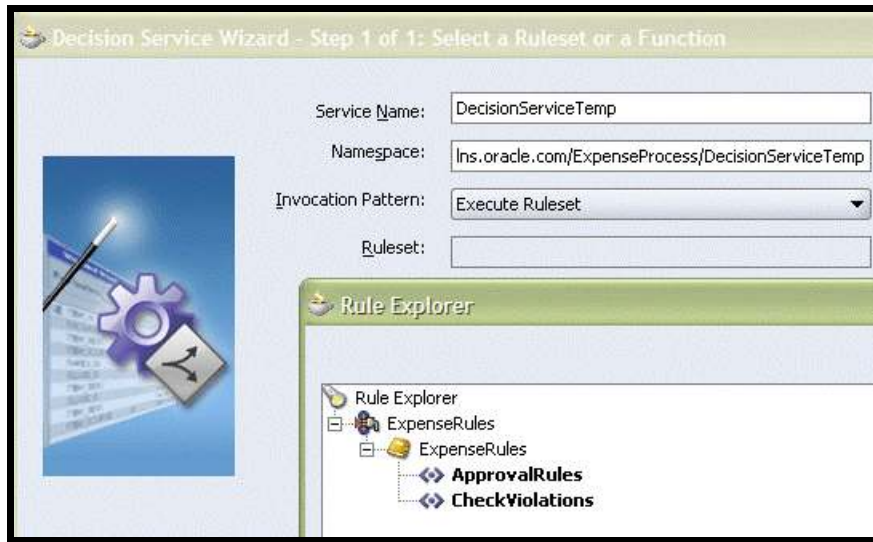 Decision Service Wizard - Step 1 of 1: Select a Ruleset or a Function
Service Name: DecisionServiceTemp
Namespace: lns.oracle.com/ExpenseProcess/DecisionServiceTemp
Invocation Pattern: Execute Ruleset
Ruleset:
Rule Explorer
Rule Explorer
ExpenseRules
ExpenseRules
ApprovalRules
CheckViolations